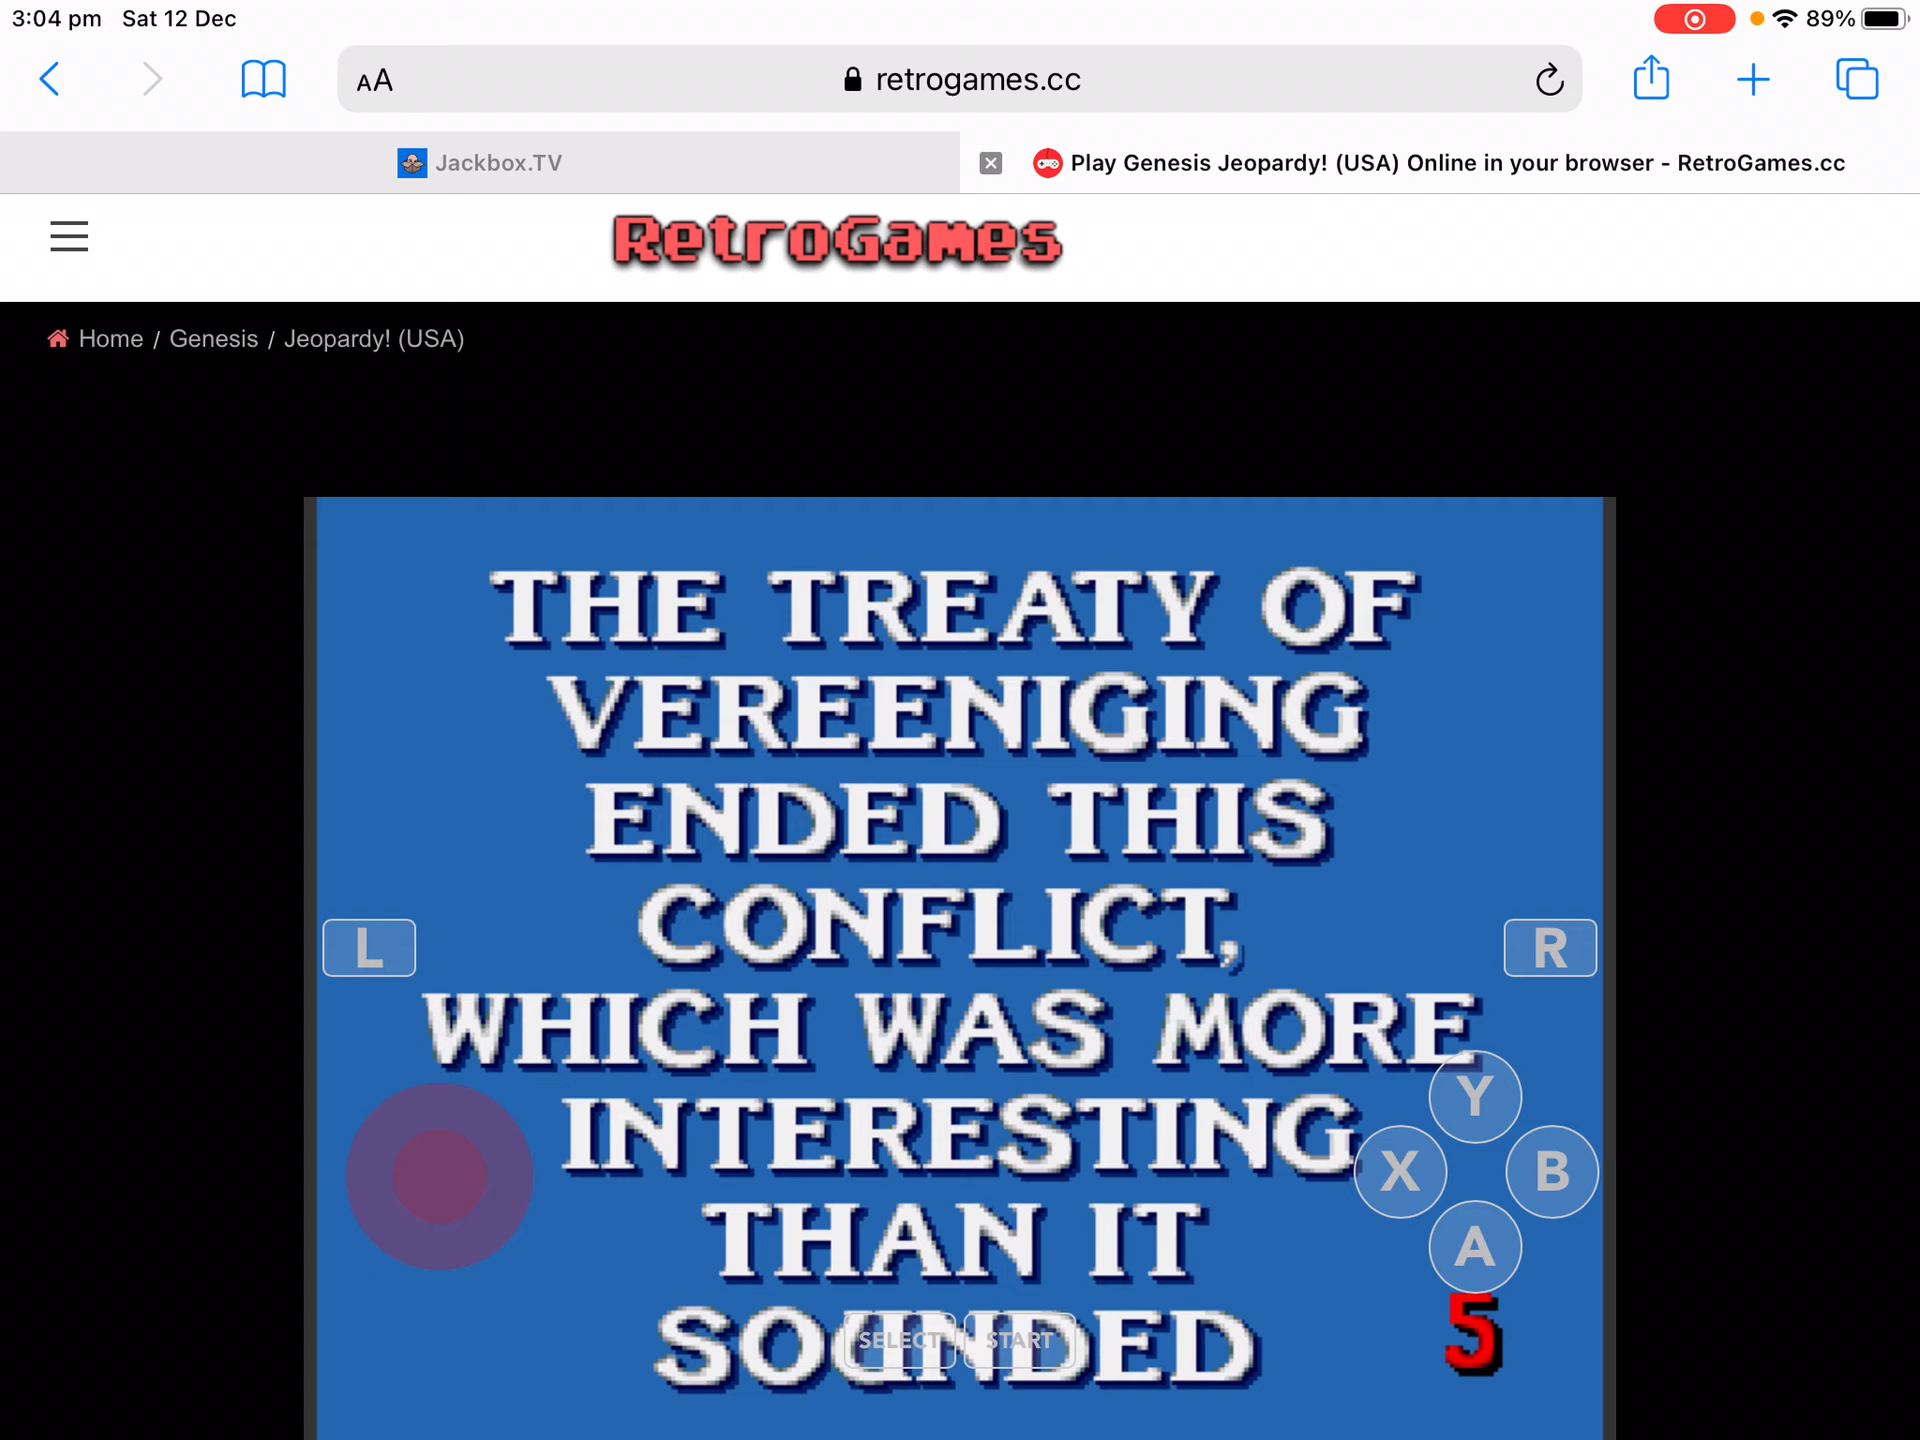 3:04 pm Sat 12 Dec 89%
AA retrogames.cc
Jackbox.TV Play Genesis Jeopardy! (USA) Online in your browser - RetroGames.cc
RetroGames
Home / Genesis / Jeopardy! (USA)
THE TREATY OF
VEREENIGING
ENDED THIS
CONFLICT,
L R
WHICH WAS MORE
Y
INTERESTING
X B
THAN IT
A
SOUNDED
SELECT START
5